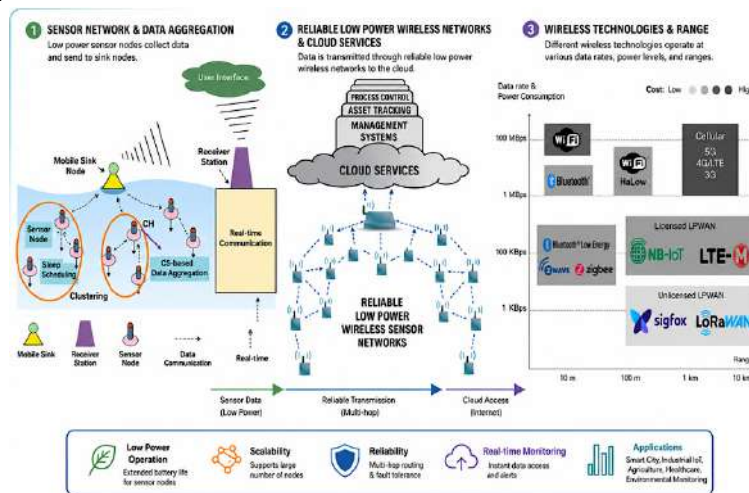 1 SENSOR NETWORK & DATA AGGREGATION
Low power sensor nodes collect data
and send to sink nodes.
User Interface
Receiver
Station
Mobile Sink
Node
CH
Sensor
Node
Sleep
Scheduling
CS-based
Data Aggregation
Clustering
Real-time
Communication
Mobile Sink
Receiver
Station
Sensor
Node
Data
Communication
Real-time
2 RELIABLE LOW POWER WIRELESS NETWORKS
& CLOUD SERVICES
Data is transmitted through reliable low power
wireless networks to the cloud.
PROCESS CONTROL
ASSET TRACKING
MANAGEMENT
SYSTEMS
CLOUD SERVICES
RELIABLE
LOW POWER
WIRELESS SENSOR
NETWORKS
3 WIRELESS TECHNOLOGIES & RANGE
Different wireless technologies operate at
various data rates, power levels, and ranges.
Data rate &
Power Consumption
Cost: Low
100 MBps
1 MBps
100 KBps
1 KBps
WiFi
Bluetooth
WiFi
HaLow
Cellular
5G
4G/LTE
3G
Bluetooth Low Energy
Z WAVE
zigbee
Licensed LPWAN
NB-IoT
LTE-M
Unlicensed LPWAN
sigfox
LoRaWAN
10 m
100 m
1 km
Sensor Data
(Low Power)
Reliable Transmission
(Multi-hop)
Cloud Access
(Internet)
Low Power
Operation
Extended battery life
for sensor nodes
Scalability
Supports large
number of nodes
Reliability
Multi-hop routing
& fault tolerance
Real-time Monitoring
Instant data access
and alerts
Applications
Smart City, Industrial IoT,
Agriculture, Healthcare,
Environmental Monitoring